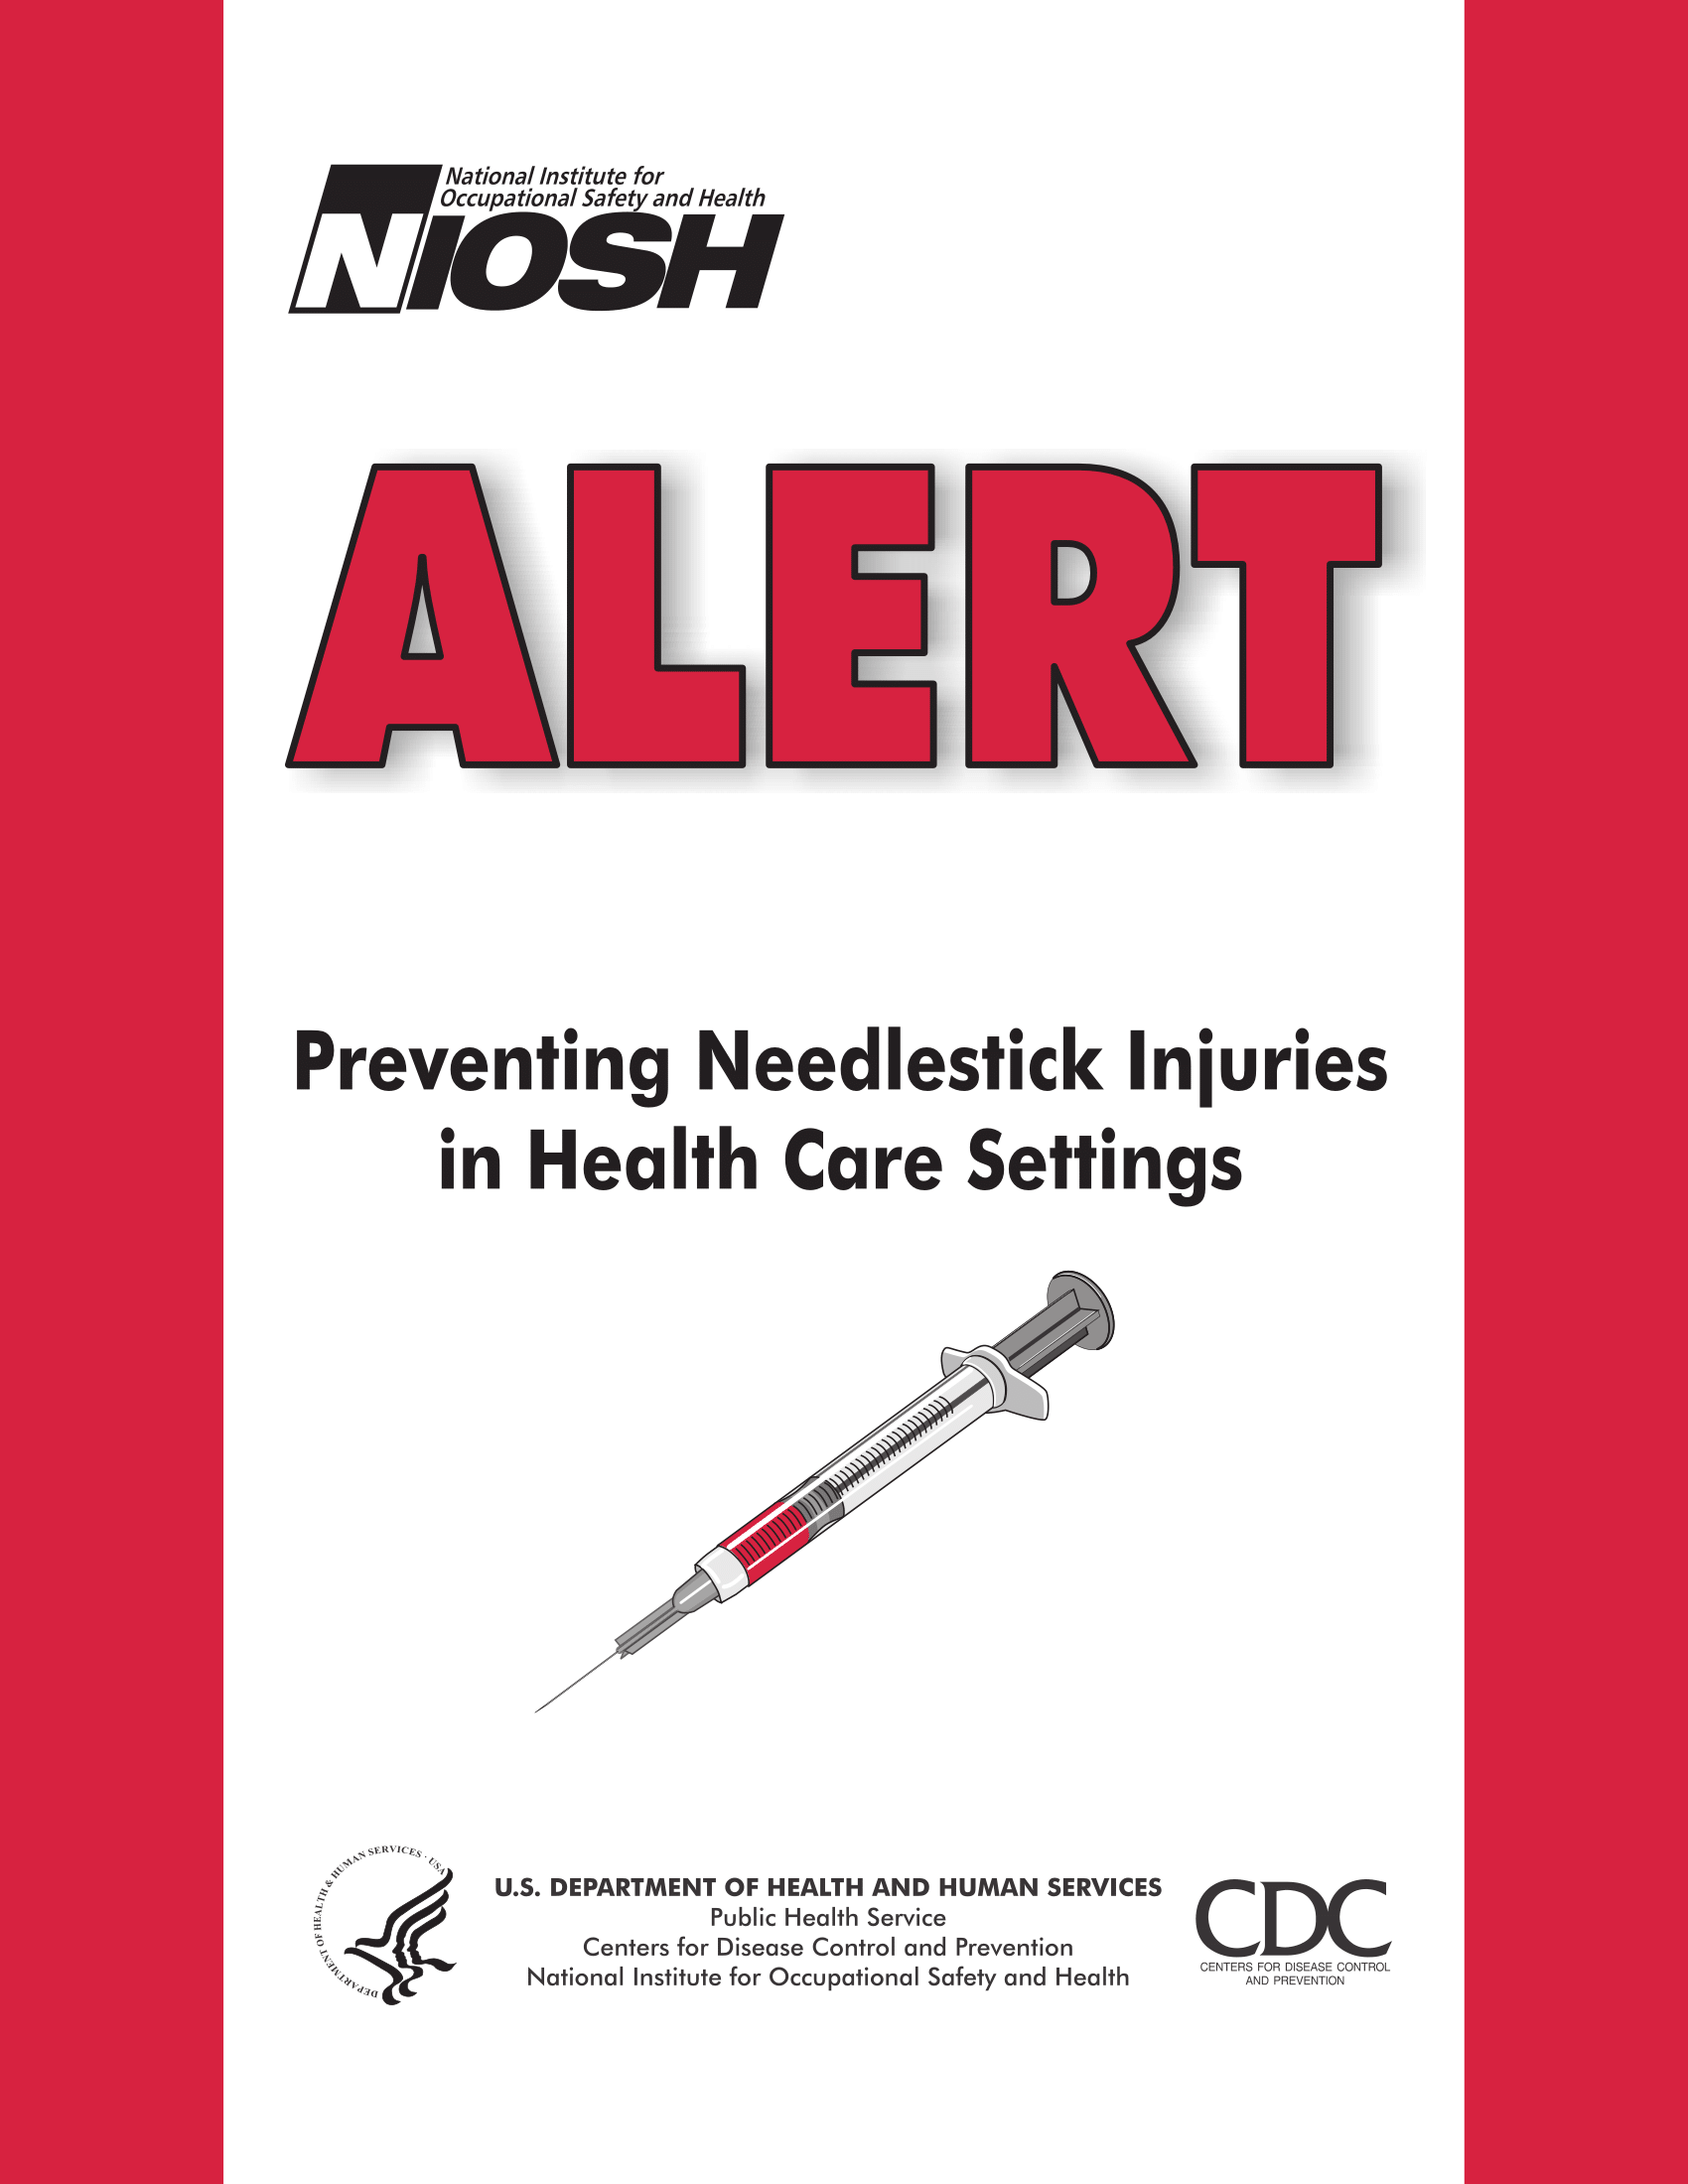 National Institute for
Occupational Safety and Health
NIOSH
ALERT
Preventing Needlestick Injuries
in Health Care Settings
DEPARTMENT OF HEALTH & HUMAN SERVICES · USA
U.S. DEPARTMENT OF HEALTH AND HUMAN SERVICES
Public Health Service
Centers for Disease Control and Prevention
National Institute for Occupational Safety and Health
CDC
CENTERS FOR DISEASE CONTROL
AND PREVENTION